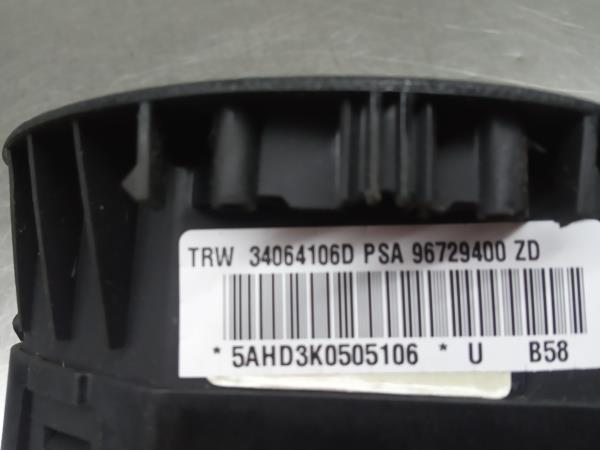 TRW 34064106D PSA 96729400 ZD
* 5AHD3K0505106 * U B58